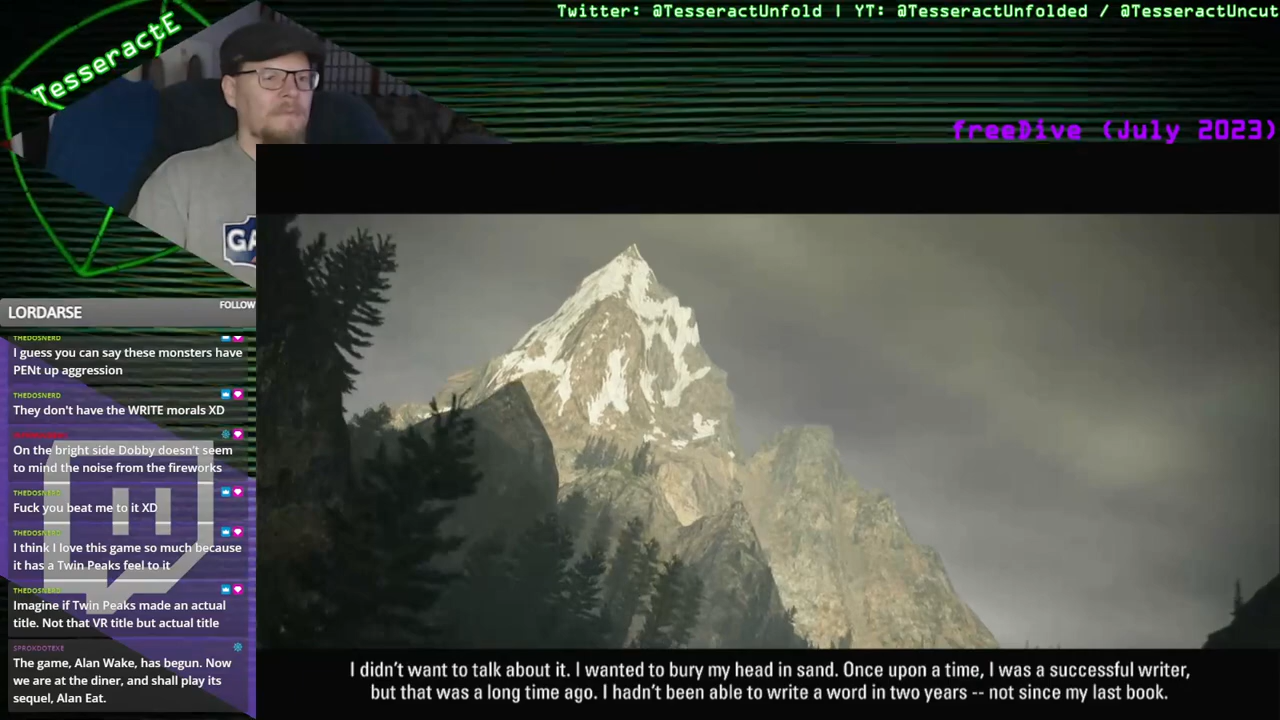 Twitter: @TesseractUnfold | YT: @TesseractUnfolded / @TesseractUncut
TesseractE
freeDive (July 2023)
GA
LORDARSE
FOLLOW
THEDOSNERD
I guess you can say these monsters have
PENt up aggression
THEDOSNERD
They don't have the WRITE morals XD
On the bright side Dobby doesn't seem
to mind the noise from the fireworks
THEDOSNERD
Fuck you beat me to it XD
THEDOSNERD
I think I love this game so much because
it has a Twin Peaks feel to it
THEDOSNERD
Imagine if Twin Peaks made an actual
title. Not that VR title but actual title
SPROKDOTEXE
The game, Alan Wake, has begun. Now
we are at the diner, and shall play its
sequel, Alan Eat.
I didn't want to talk about it. I wanted to bury my head in sand. Once upon a time, I was a successful writer,
but that was a long time ago. I hadn't been able to write a word in two years -- not since my last book.